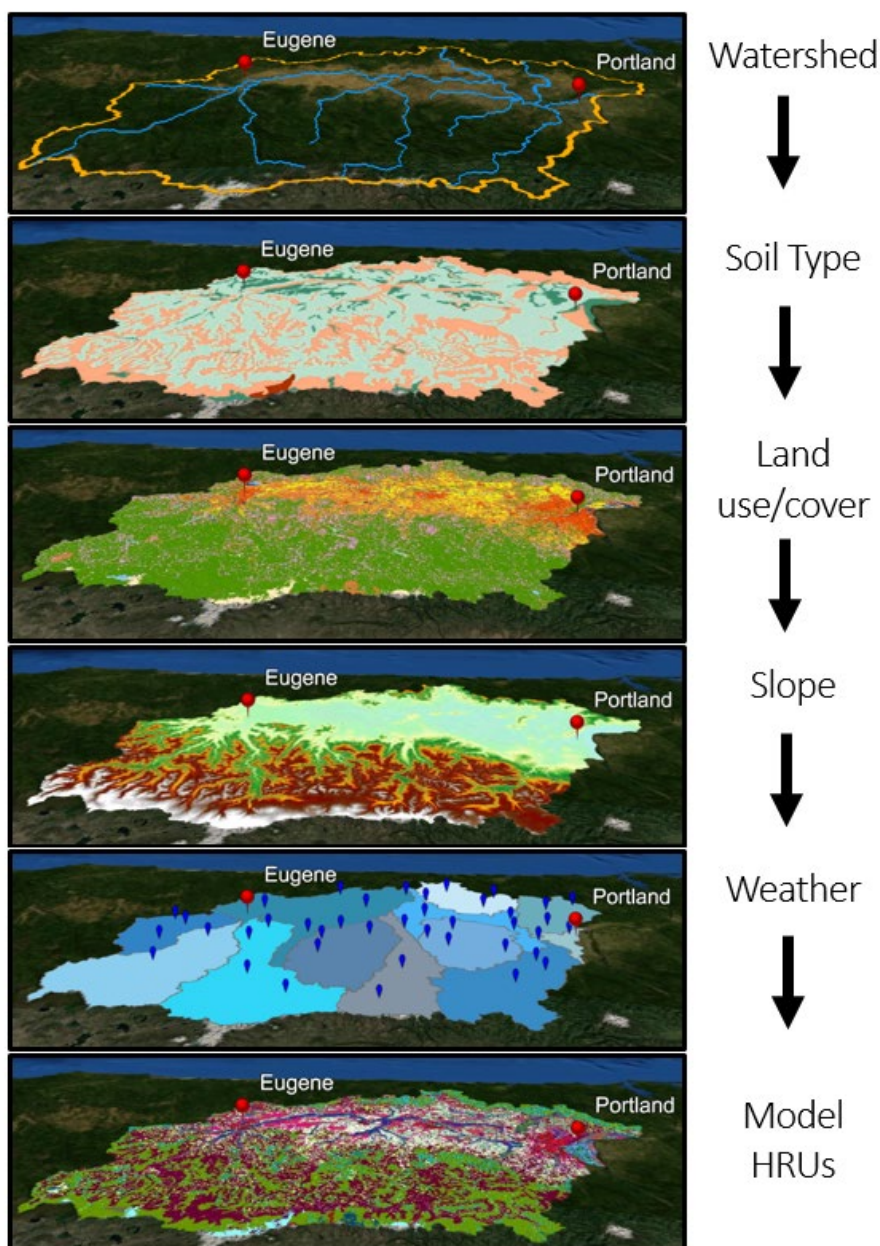 Eugene
Portland
Watershed
Eugene
Portland
Soil Type
Eugene
Portland
Land
use/cover
Eugene
Portland
Slope
Eugene
Portland
Weather
Eugene
Portland
Model
HRUs